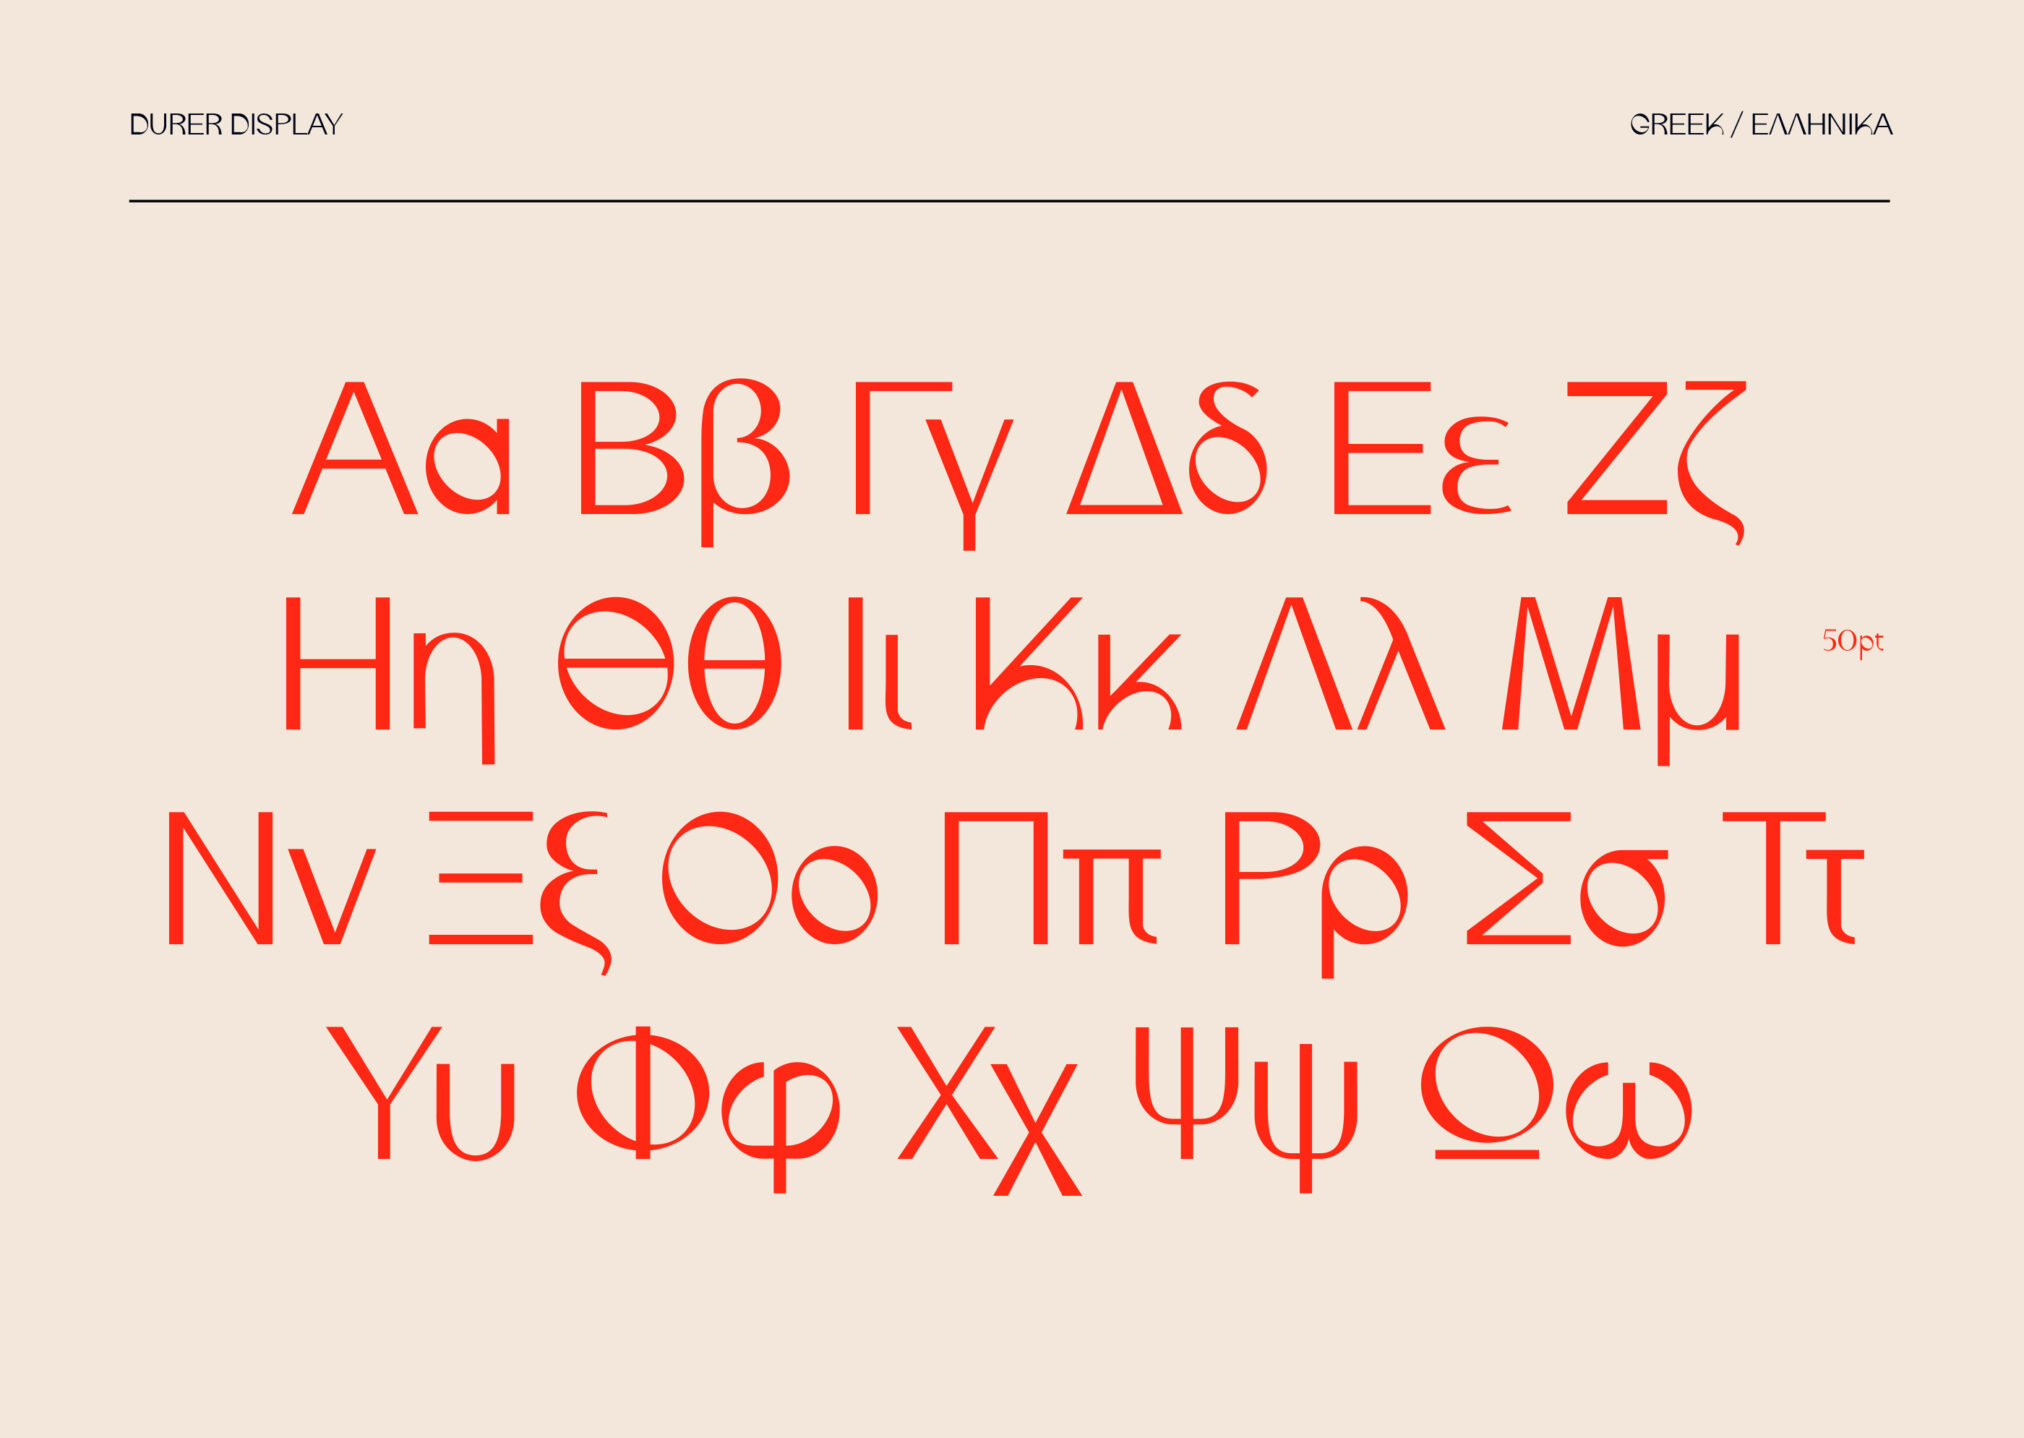 DURER DISPLAY
GREEK / ΕΛΛΗΝΙΚΑ
Αα Ββ Γγ Δδ Εε Ζζ
Ηη Θθ Ιι Κκ Λλ Μμ
50pt
Νν Ξξ Οο Ππ Ρρ Σσ Ττ
Υυ Φφ Χχ Ψψ Ωω